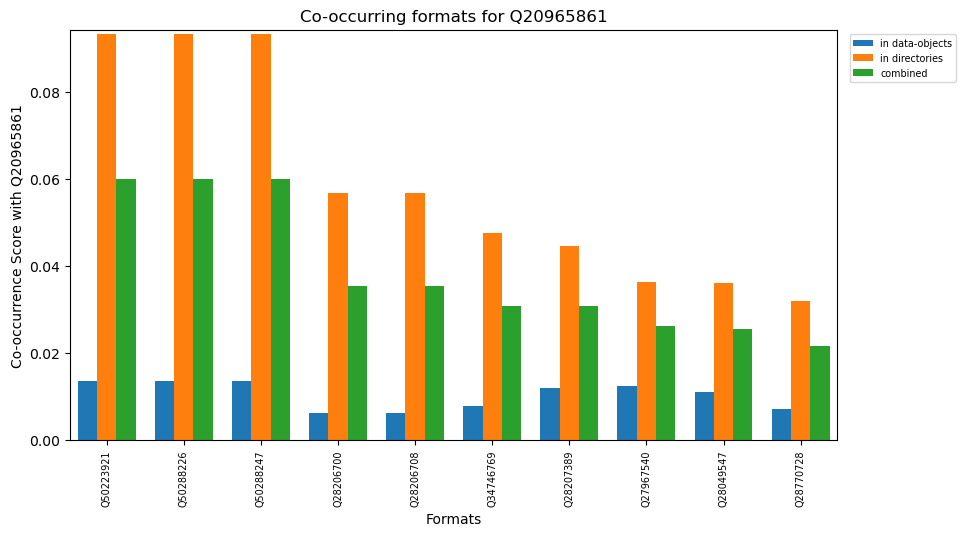 Co-occurring formats for Q20965861
in data-objects
in directories
combined
Co-occurrence Score with Q20965861
0.08
0.06
0.04
0.02
0.00
Q50223921
Q50288226
Q50288247
Q28206700
Q28206708
Q34746769
Q28207389
Q27967540
Q28049547
Q28770728
Formats